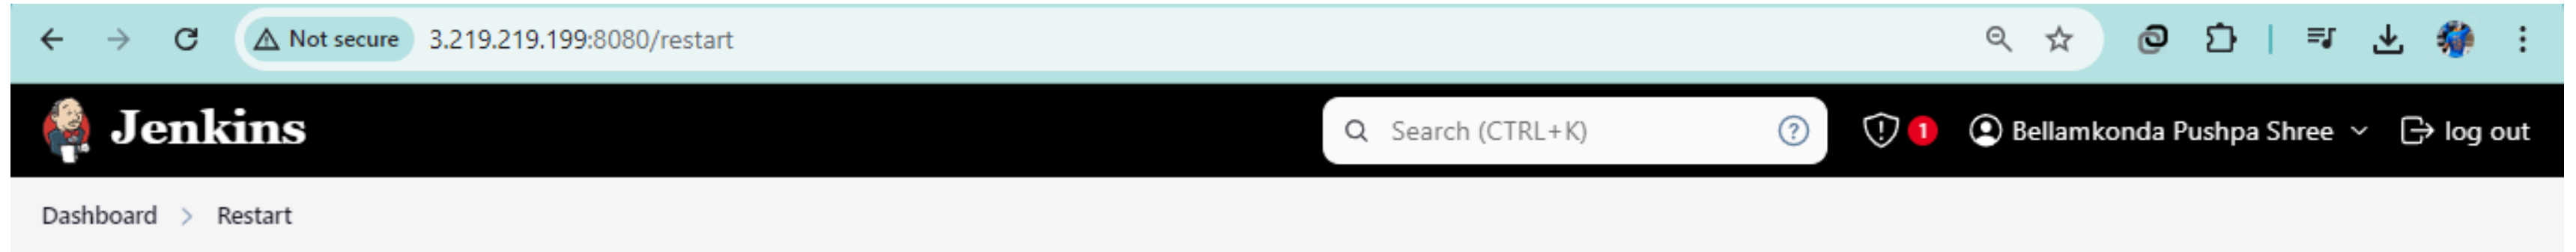 Not secure 3.219.219.199:8080/restart
Jenkins Search (CTRL+K) ? 1 Bellamkonda Pushpa Shree log out
Dashboard > Restart